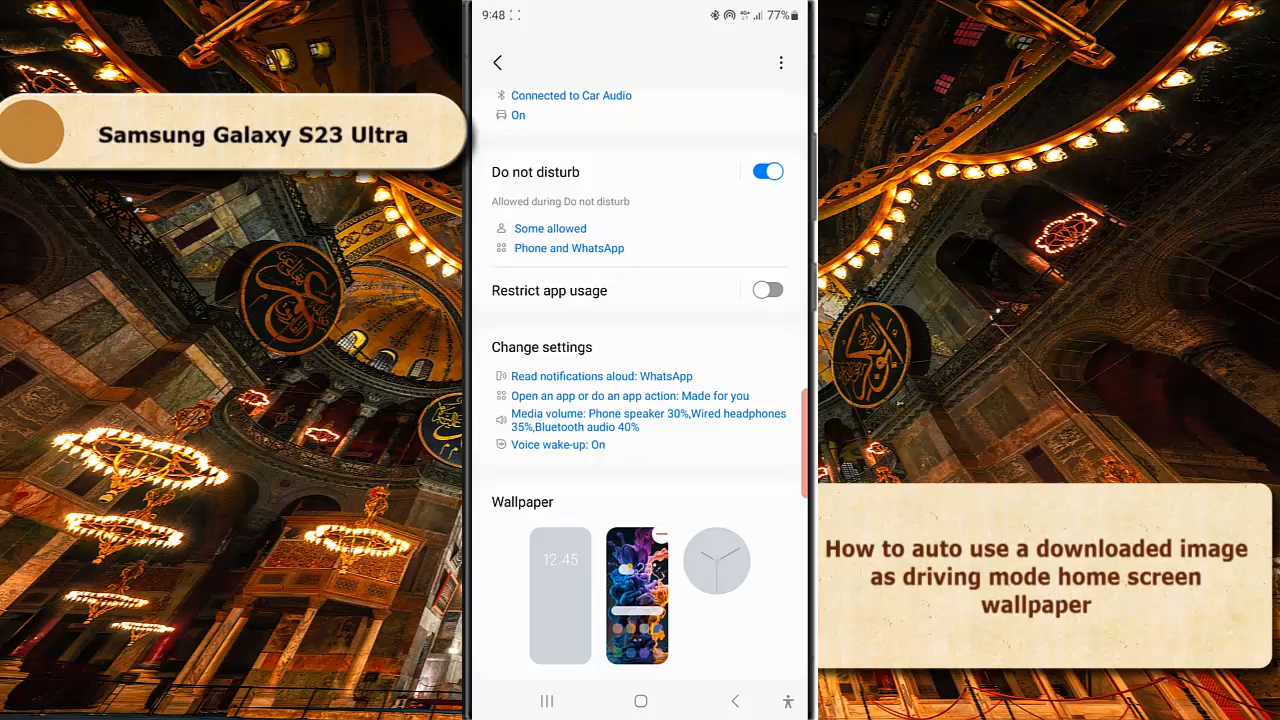 9:48
77%
Samsung Galaxy S23 Ultra
Connected to Car Audio
On
Do not disturb
Allowed during Do not disturb
Some allowed
Phone and WhatsApp
Restrict app usage
Change settings
Read notifications aloud: WhatsApp
Open an app or do an app action: Made for you
Media volume: Phone speaker 30%,Wired headphones
35%,Bluetooth audio 40%
Voice wake-up: On
Wallpaper
12:45
How to auto use a downloaded image
as driving mode home screen
wallpaper